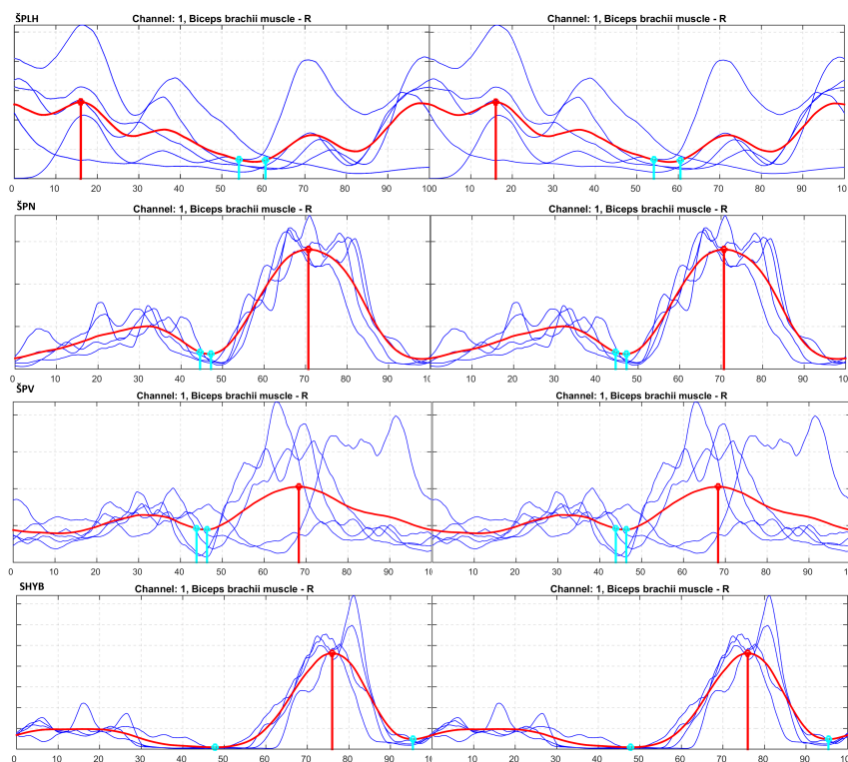 ŠPLH Channel: 1, Biceps brachii muscle - R Channel: 1, Biceps brachii muscle - R
0 10 20 30 40 50 60 70 80 90 100 10 20 30 40 50 60 70 80 90 100
ŠPN Channel: 1, Biceps brachii muscle - R Channel: 1, Biceps brachii muscle - R
0 10 20 30 40 50 60 70 80 90 10 0 10 20 30 40 50 60 70 80 90 100
ŠPV Channel: 1, Biceps brachii muscle - R Channel: 1, Biceps brachii muscle - R
0 10 20 30 40 50 60 70 80 90 10 10 20 30 40 50 60 70 80 90
SHYB Channel: 1, Biceps brachii muscle - R Channel: 1, Biceps brachii muscle - R
0 10 20 30 40 50 60 70 80 90 10 10 20 30 40 50 60 70 80 90 100